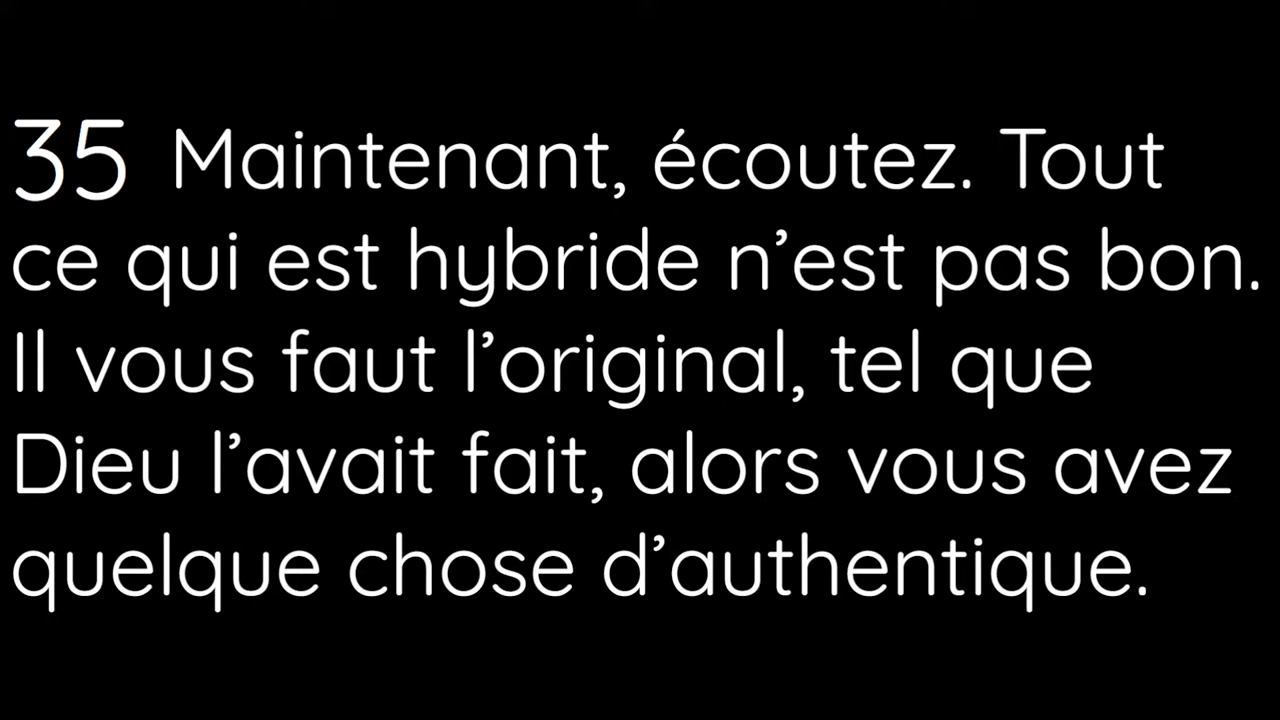 35 Maintenant, écoutez. Tout
ce qui est hybride n’est pas bon.
Il vous faut l’original, tel que
Dieu l’avait fait, alors vous avez
quelque chose d’authentique.